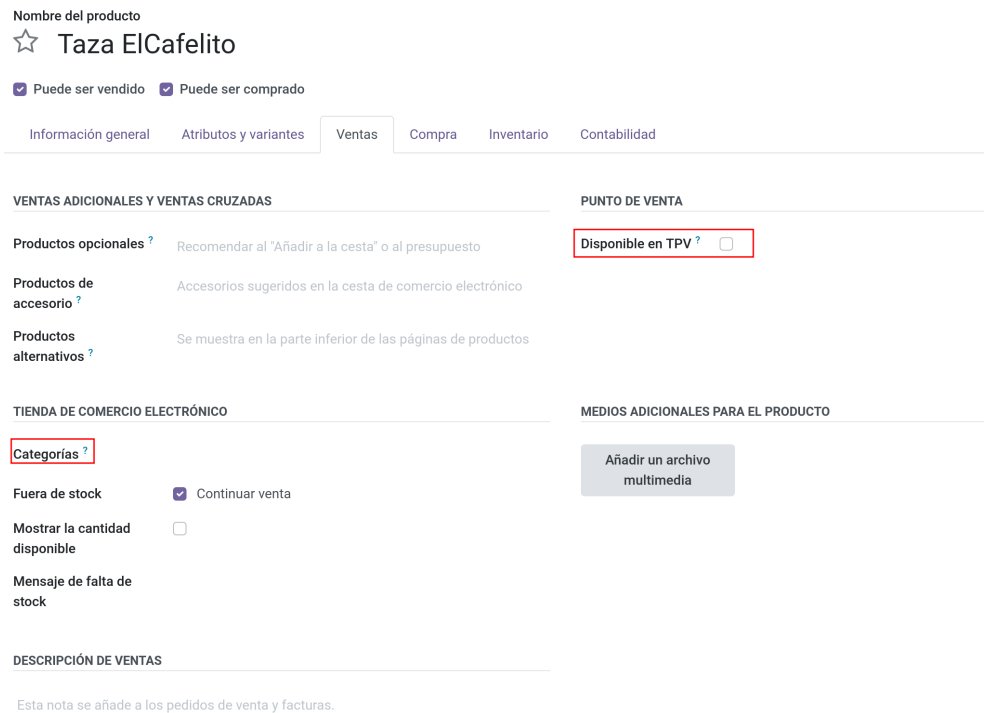 Nombre del producto
Taza ElCafelito
Puede ser vendido Puede ser comprado
Información general Atributos y variantes Ventas Compra Inventario Contabilidad
VENTAS ADICIONALES Y VENTAS CRUZADAS
Productos opcionales ? Recomendar al "Añadir a la cesta" o al presupuesto
Productos de
accesorio ? Accesorios sugeridos en la cesta de comercio electrónico
Productos
alternativos ? Se muestra en la parte inferior de las páginas de productos
PUNTO DE VENTA
Disponible en TPV ?
TIENDA DE COMERCIO ELECTRÓNICO
Categorías ?
Fuera de stock Continuar venta
Mostrar la cantidad
disponible
Mensaje de falta de
stock
MEDIOS ADICIONALES PARA EL PRODUCTO
Añadir un archivo
multimedia
DESCRIPCIÓN DE VENTAS
Esta nota se añade a los pedidos de venta y facturas.